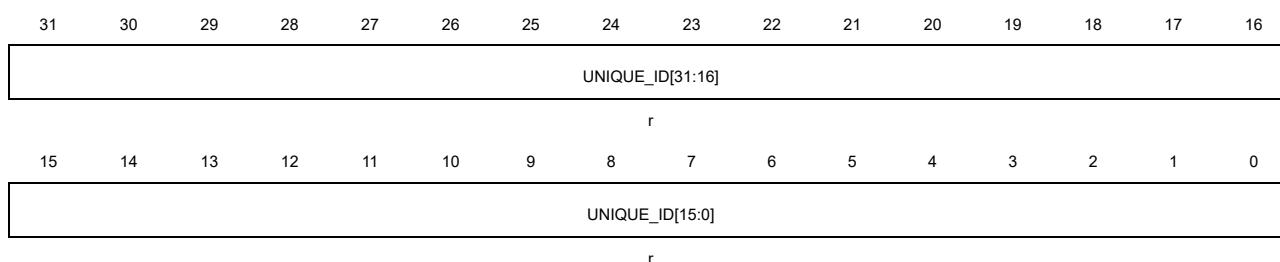 31 30 29 28 27 26 25 24 23 22 21 20 19 18 17 16
UNIQUE_ID[31:16]
r
15 14 13 12 11 10 9 8 7 6 5 4 3 2 1 0
UNIQUE_ID[15:0]
r